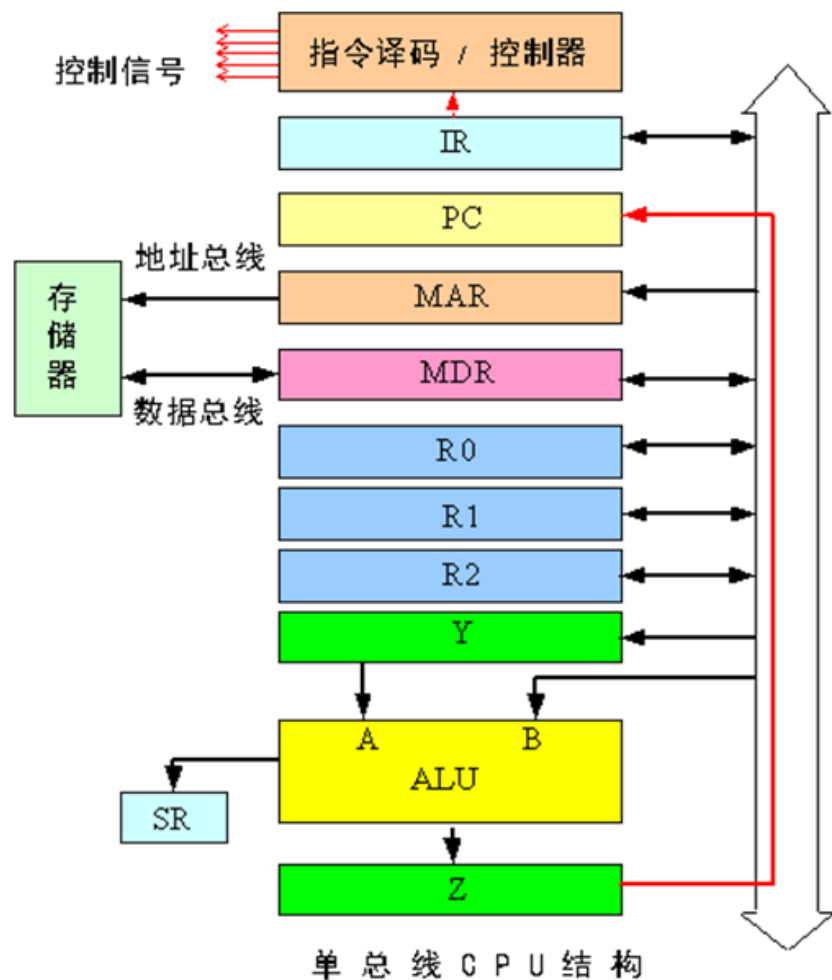 指令译码 / 控制器
控制信号
IR
PC
地址总线
存储器
MAR
MDR
数据总线
R0
R1
R2
Y
A B
ALU
SR
Z
单总线CPU结构